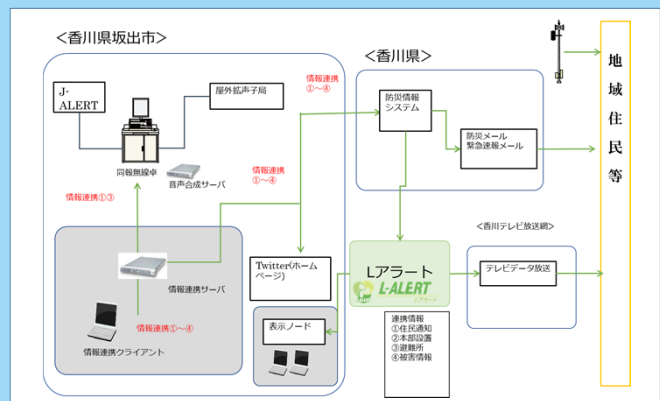 <香川県坂出市>
J-
ALERT
屋外拡声子局
同報無線卓
音声合成サーバ
情報連携①③
情報連携
①～④
情報連携
①～④
情報連携サーバ
情報連携①～④
情報連携クライアント
Twitter(ホーム
ページ)
表示ノード
<香川県>
防災情報
システム
防災メール
緊急速報メール
Lアラート
L-ALERT
Lアラート
連携情報
①住民通知
②本部設置
③避難所
④被害情報
<香川テレビ放送網>
テレビデータ放送
地域住民等